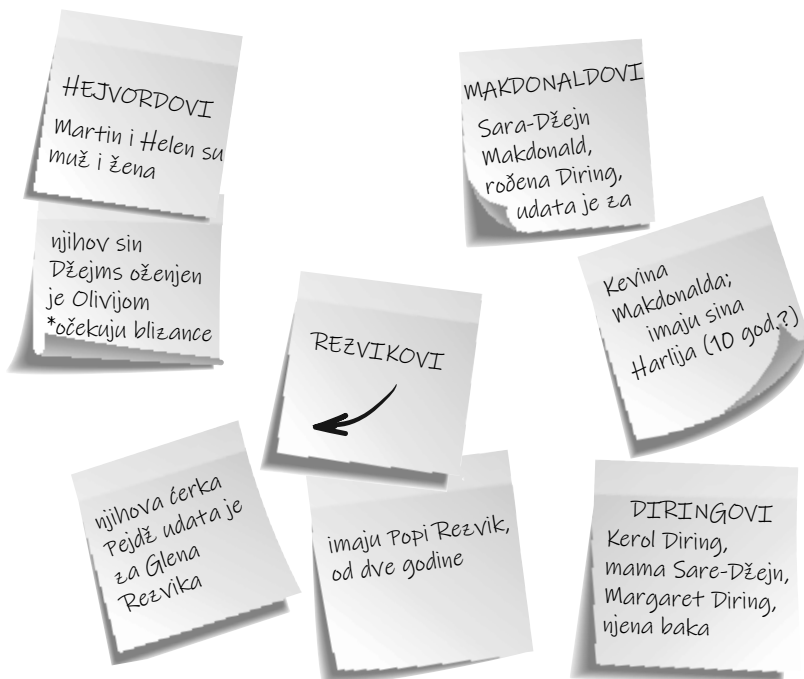 HEJVORDOVI
Martin i Helen su
muž i žena
njihov sin
Džejms oženjen
je Olivijom
*očekuju blizance
MAKDONALDOVI
Sara-Džejn
Makdonald,
rođena Diring,
udata je za
Kevina
Makdonalda;
imaju sina
Harlija (10 god.?)
REZVIKOVI
njihova ćerka
Pejdž udata je
za Glena
Rezvika
imaju Popi Rezvik,
od dve godine
DIRINGOVI
Kerol Diring,
mama Sare-Džejn,
Margaret Diring,
njena baka